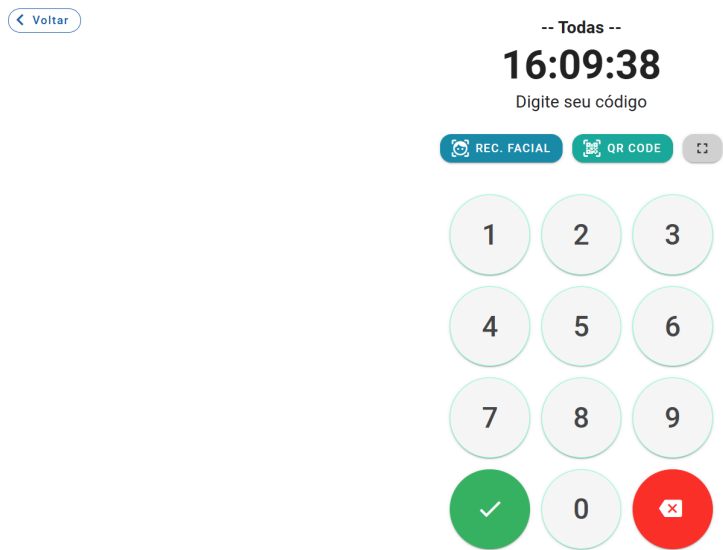 Voltar
-- Todas --
16:09:38
Digite seu código
REC. FACIAL QR CODE
1 2 3
4 5 6
7 8 9
0